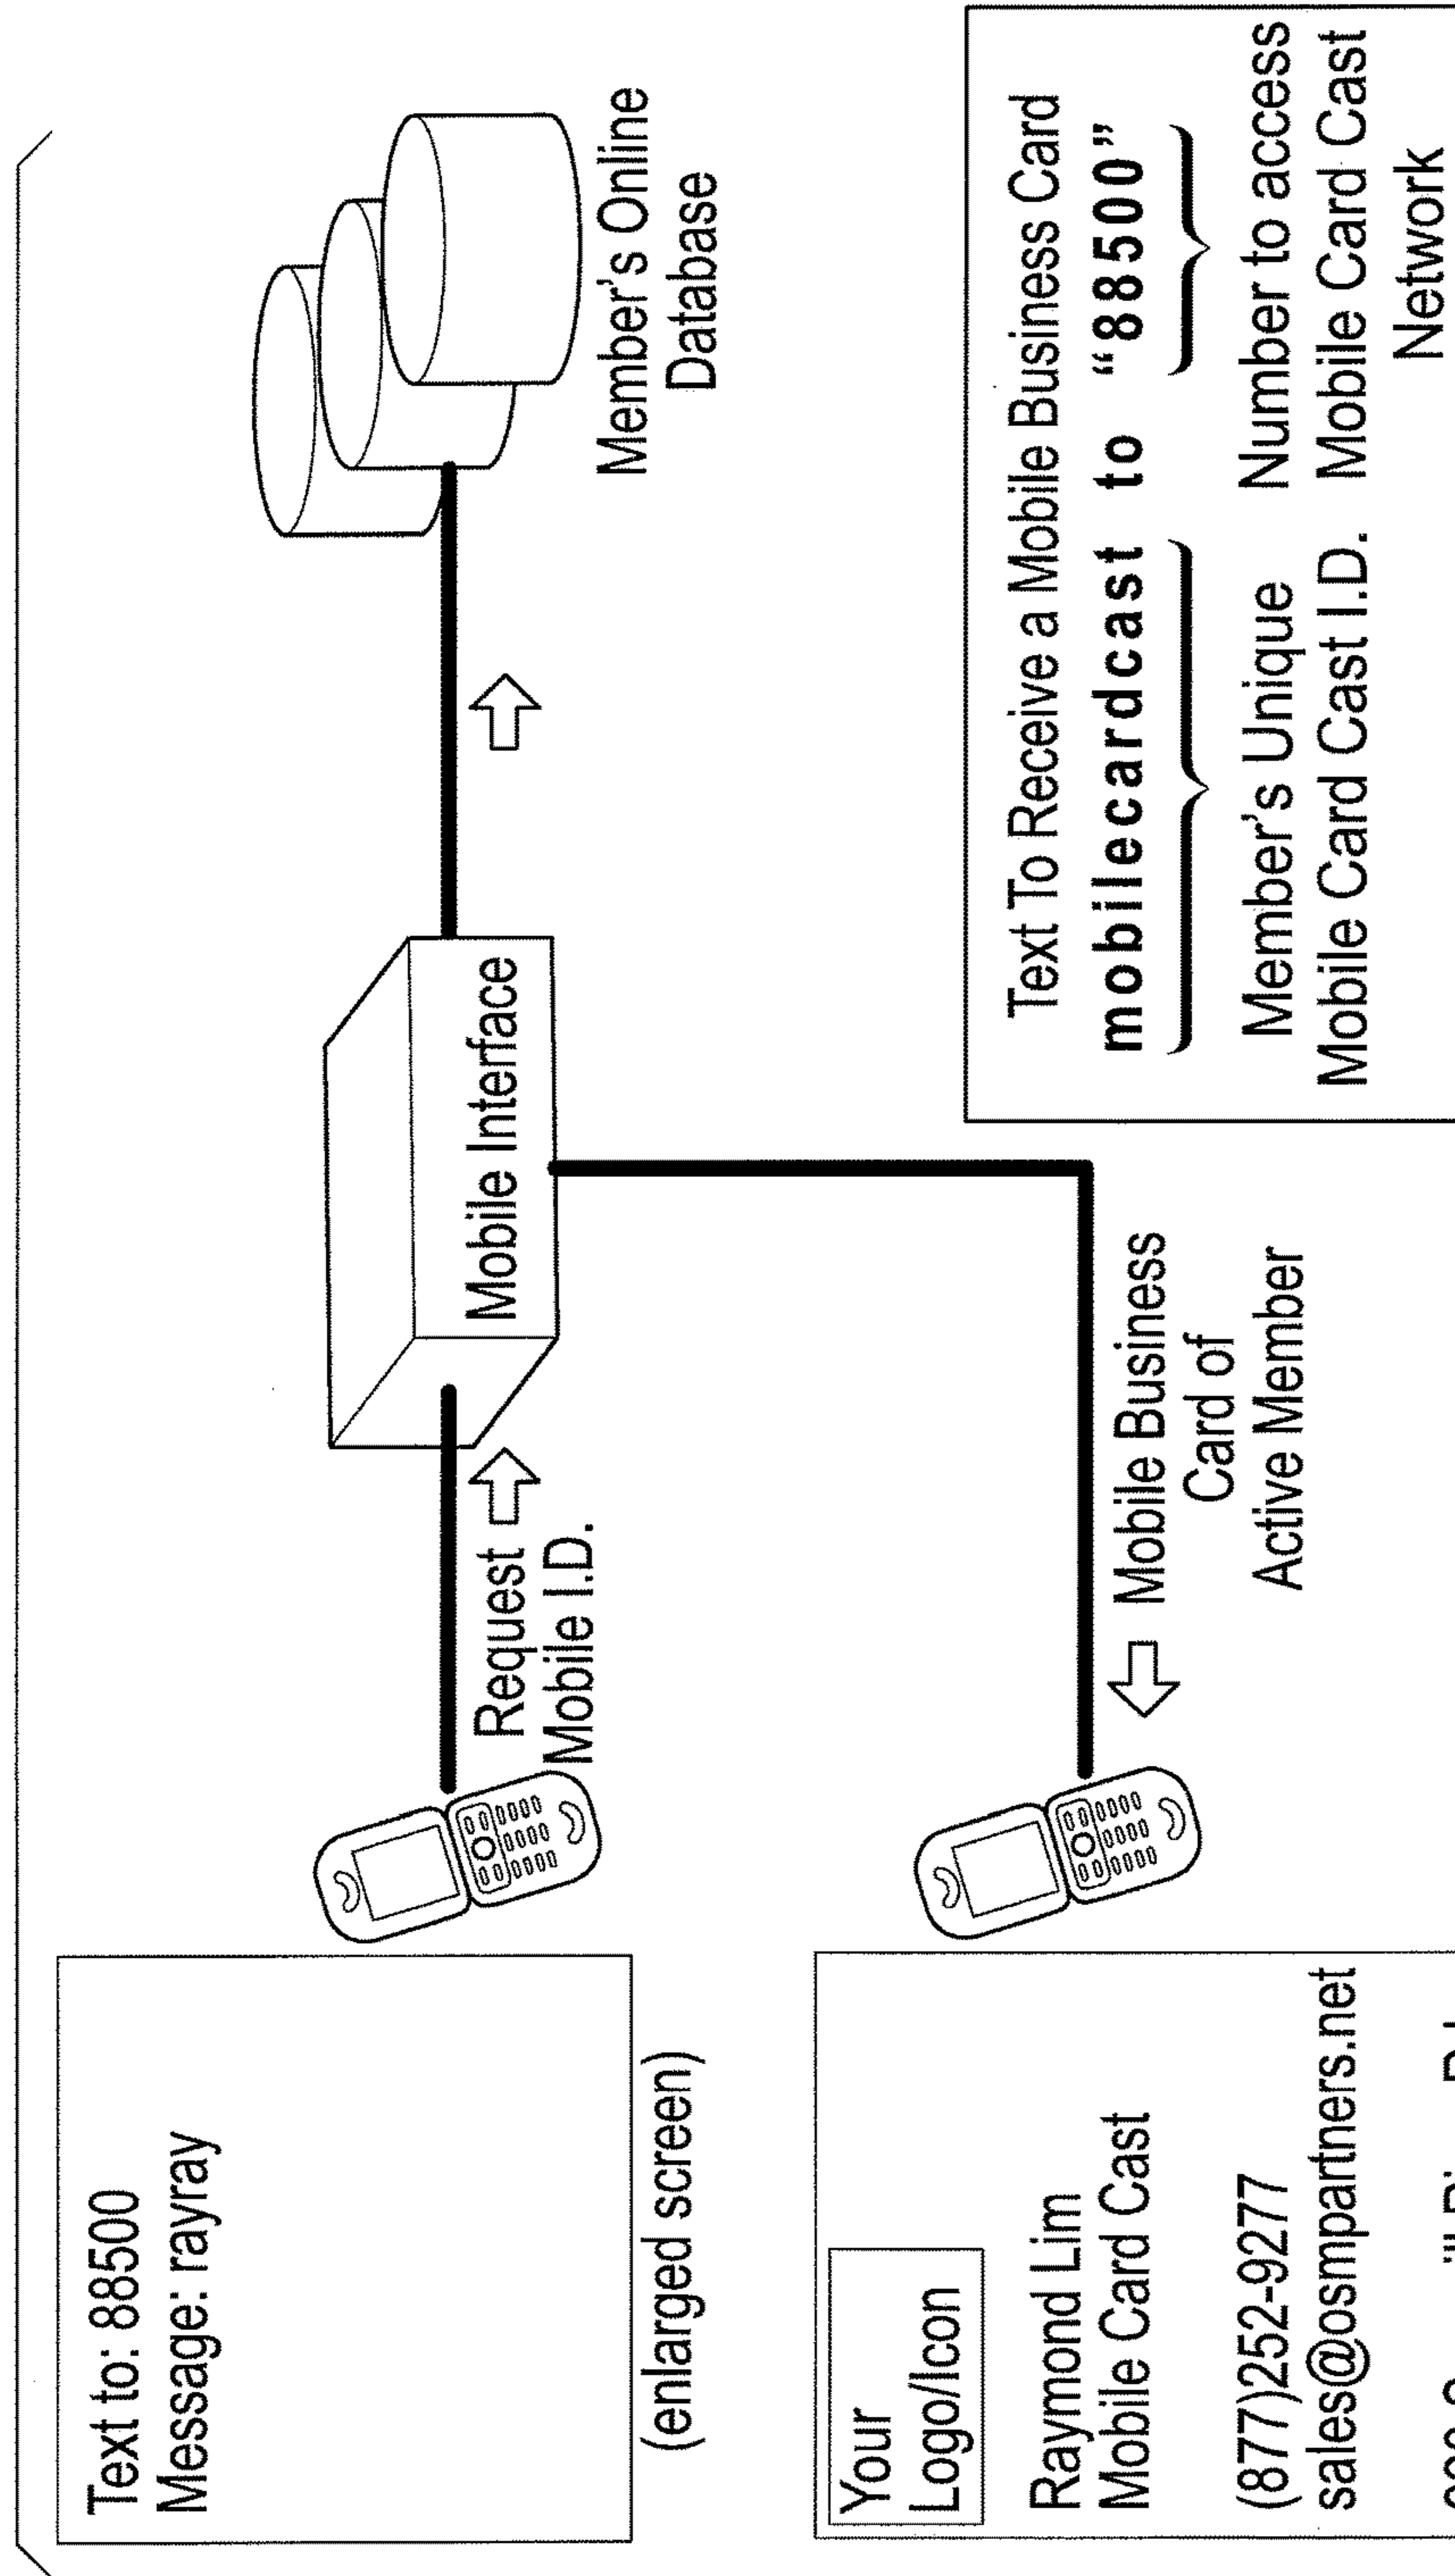 Text to: 88500
Message: rayray
(enlarged screen)
Request
Mobile I.D.
Mobile Interface
Member's Online
Database
Your
Logo/Icon
Raymond Lim
Mobile Card Cast
(877)252-9277
sales@osmpartners.net
Mobile Business
Card of
Active Member
Text To Receive a Mobile Business Card
mobilecardcast to "88500"
Member's Unique
Mobile Card Cast I.D.
Number to access
Mobile Card Cast
Network